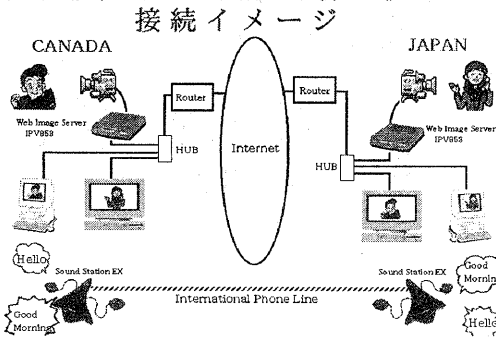 接続イメージ
CANADA
JAPAN
Router
Router
Web Image Server
IPV853
HUB
Internet
Web Image Server
IPV853
HUB
Hello
Sound Station EX
Good
Morning
International Phone Line
Sound Station EX
Good
Mornin
Hello